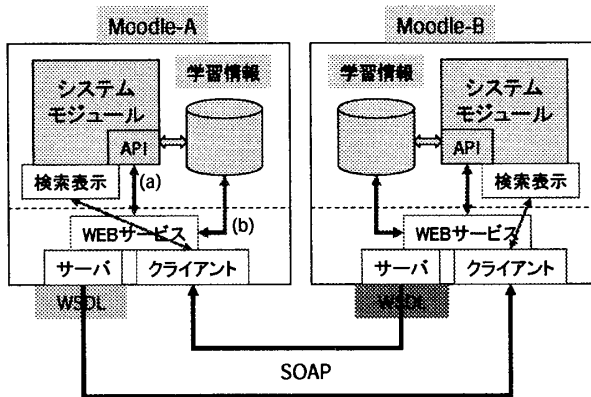 Moodle-A
学習情報
システム
モジュール
API
検索表示
(a)
(b)
WEBサービス
サーバ
クライアント
WSDL
Moodle-B
学習情報
システム
モジュール
API
検索表示
WEBサービス
サーバ
クライアント
WSDL
SOAP